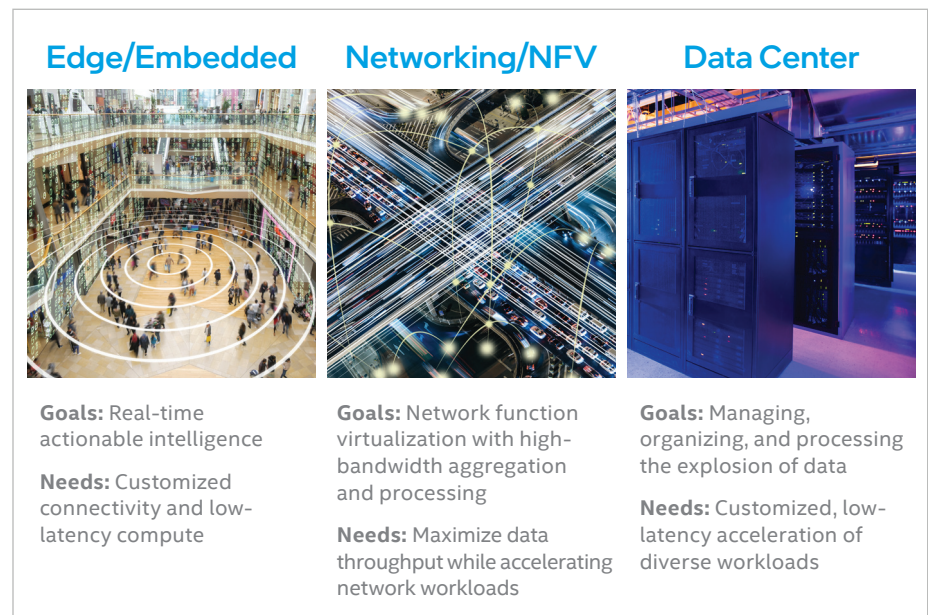 Edge/Embedded
Networking/NFV
Data Center
Goals: Real-time
actionable intelligence
Needs: Customized
connectivity and low-
latency compute
Goals: Network function
virtualization with high-
bandwidth aggregation
and processing
Needs: Maximize data
throughput while accelerating
network workloads
Goals: Managing,
organizing, and processing
the explosion of data
Needs: Customized, low-
latency acceleration of
diverse workloads